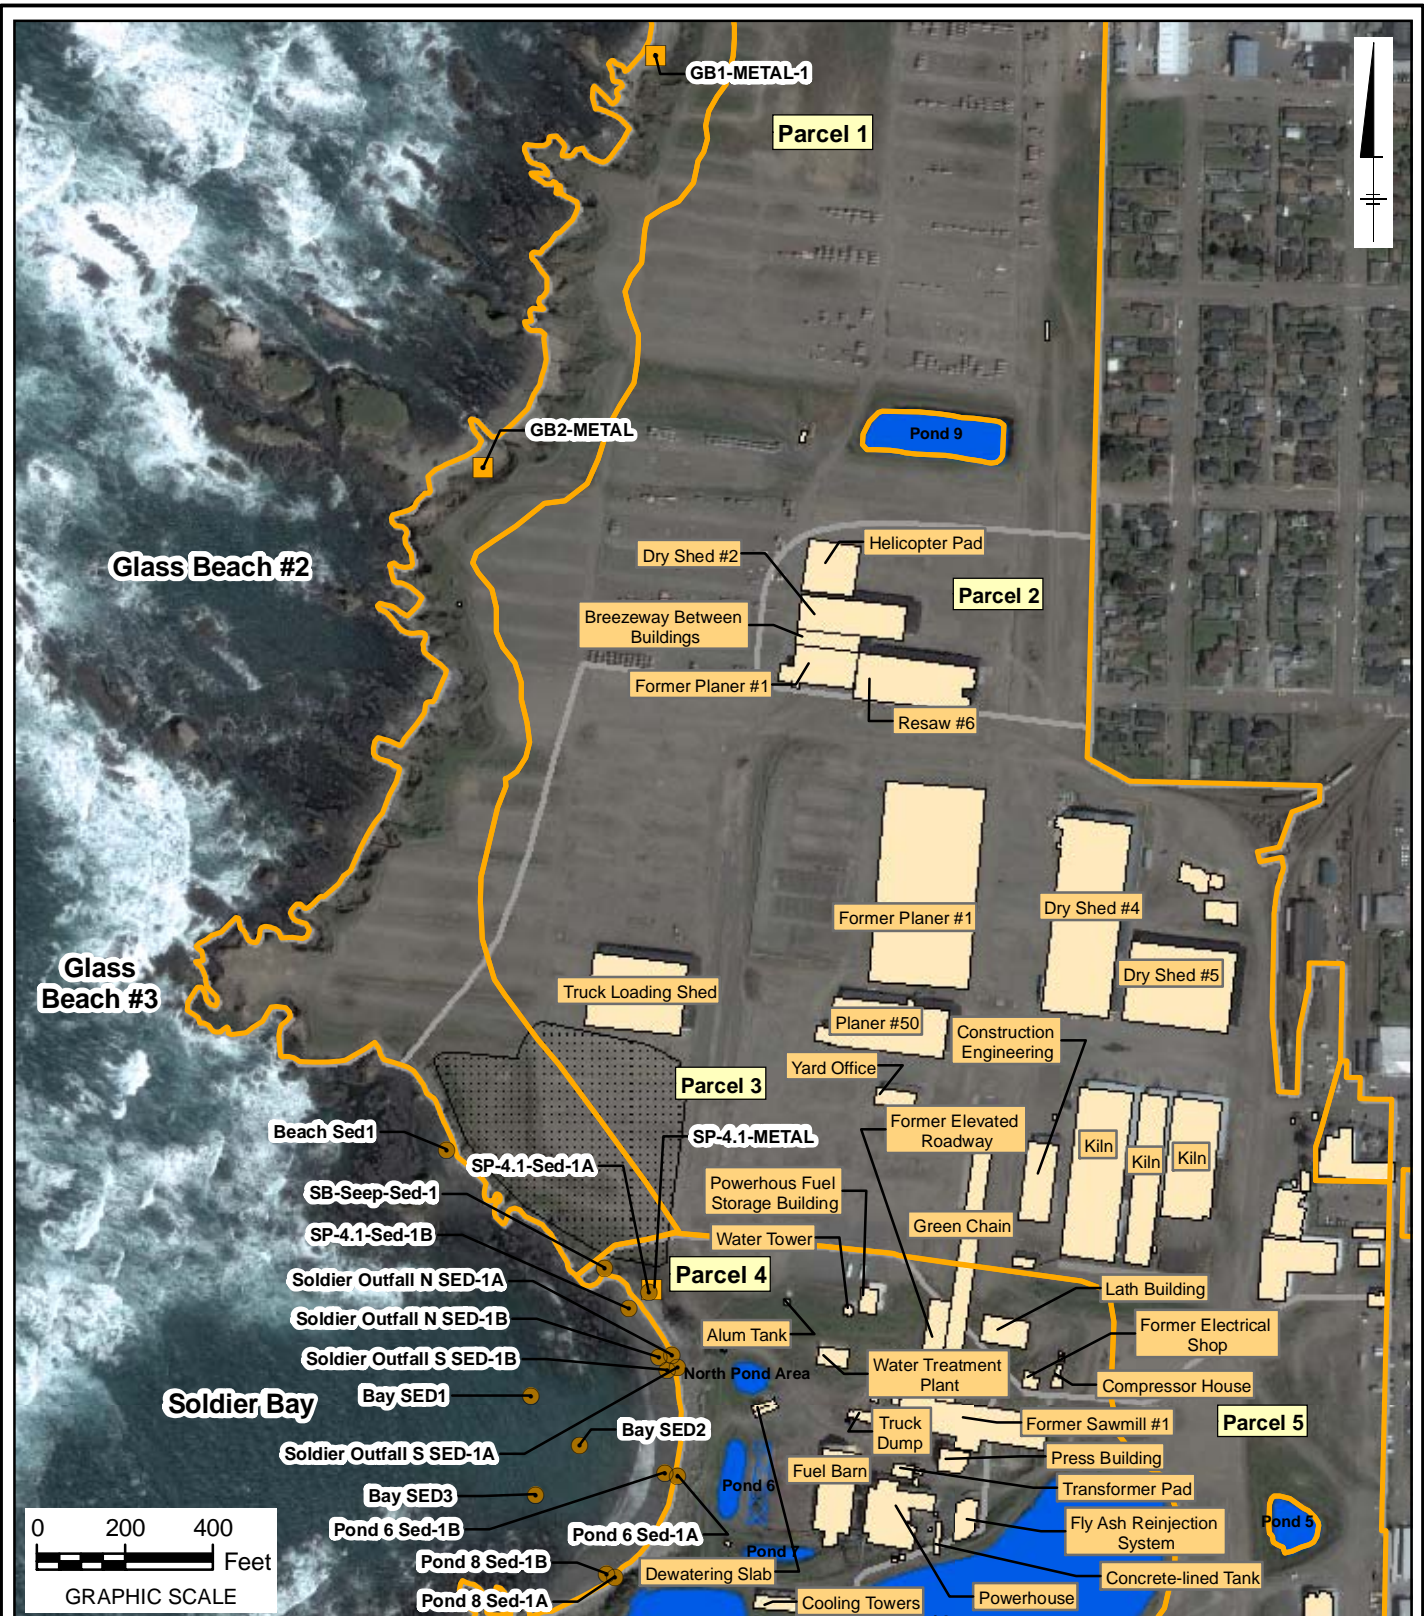 GB1-METAL-1
Parcel 1
GB2-METAL
Pond 9
Helicopter Pad
Dry Shed #2
Glass Beach #2
Parcel 2
Breezeway Between
Buildings
Former Planer #1
Resaw #6
Former Planer #1
Dry Shed #4
Glass
Beach #3
Dry Shed #5
Truck Loading Shed
Planer #50
Construction
Engineering
Yard Office
Parcel 3
Former Elevated
Roadway
Beach Sed1
SP-4.1-METAL
SP-4.1-Sed-1A
Kiln
Kiln
Kiln
Powerhous Fuel
Storage Building
SB-Seep-Sed-1
Green Chain
SP-4.1-Sed-1B
Water Tower
Parcel 4
Soldier Outfall N SED-1A
Lath Building
Soldier Outfall N SED-1B
Alum Tank
Former Electrical
Shop
Soldier Outfall S SED-1B
North Pond Area
Water Treatment
Plant
Compressor House
Bay SED1
Soldier Bay
Bay SED2
Truck
Dump
Former Sawmill #1
Parcel 5
Soldier Outfall S SED-1A
Press Building
Fuel Barn
Pond 6
Transformer Pad
Bay SED3
Pond 6 Sed-1B
Pond 6 Sed-1A
Fly Ash Reinjection
System
Pond 5
0 200 400
Feet
GRAPHIC SCALE
Pond 7
Pond 8 Sed-1B
Dewatering Slab
Concrete-lined Tank
Pond 8 Sed-1A
Cooling Towers
Powerhouse